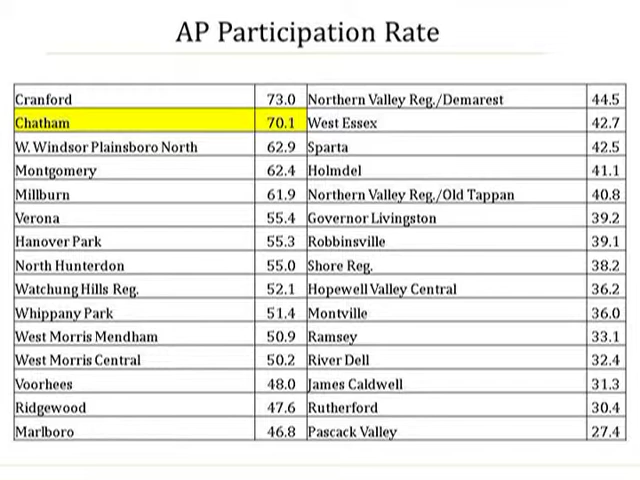 AP Participation Rate
Cranford 73.0 Northern Valley Reg./Demarest 44.5
Chatham 70.1 West Essex 42.7
W. Windsor Plainsboro North 62.9 Sparta 42.5
Montgomery 62.4 Holmdel 41.1
Millburn 61.9 Northern Valley Reg./Old Tappan 40.8
Verona 55.4 Governor Livingston 39.2
Hanover Park 55.3 Robbinsville 39.1
North Hunterdon 55.0 Shore Reg. 38.2
Watchung Hills Reg. 52.1 Hopewell Valley Central 36.2
Whippany Park 51.4 Montville 36.0
West Morris Mendham 50.9 Ramsey 33.1
West Morris Central 50.2 River Dell 32.4
Voorhees 48.0 James Caldwell 31.3
Ridgewood 47.6 Rutherford 30.4
Marlboro 46.8 Pascack Valley 27.4